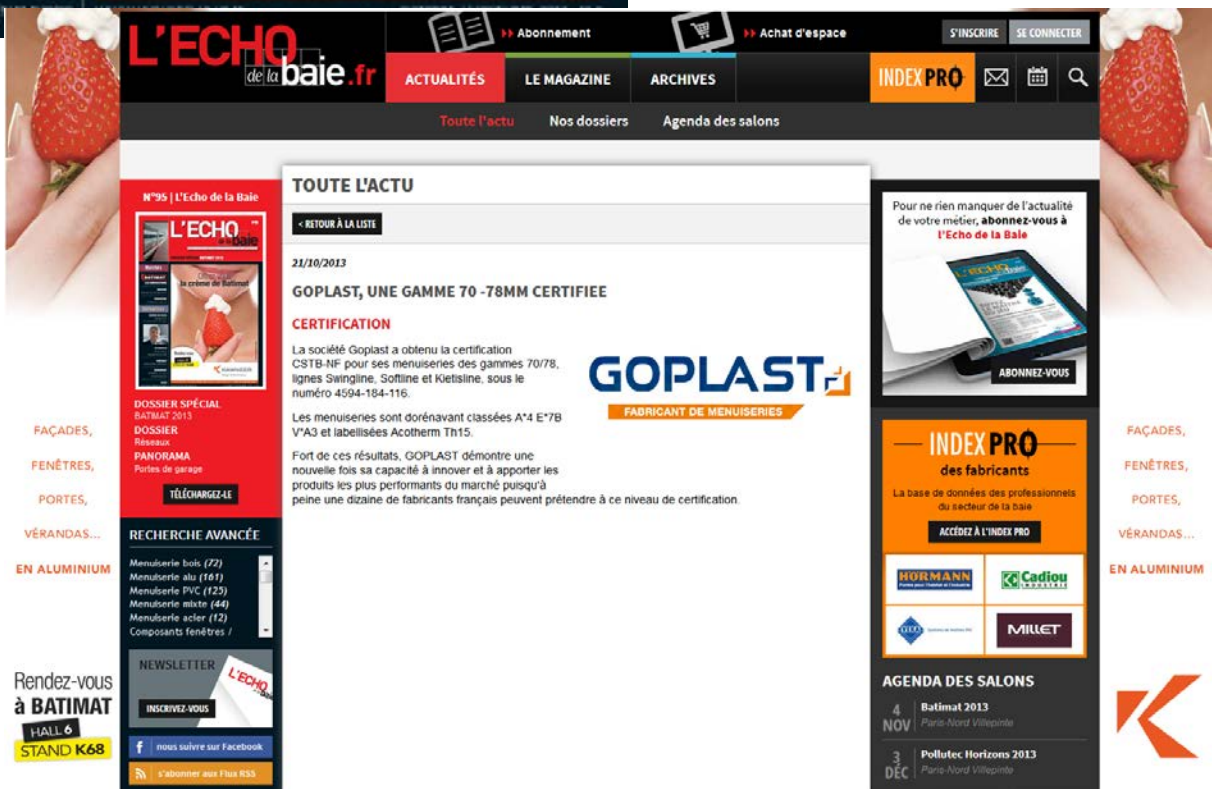 L'ECHO
de la baie.fr
Abonnement
Achat d'espace
S'INSCRIRE
SE CONNECTER
ACTUALITÉS
LE MAGAZINE
ARCHIVES
INDEX PRO
Toute l'actu
Nos dossiers
Agenda des salons
N°95 | L'Echo de la Baie
L'ECHO
de la baie
la crème de Batimat
DOSSIER SPÉCIAL
BATIMAT 2013
DOSSIER
Réseaux
PANORAMA
Portes de garage
TÉLÉCHARGEZ-LE
RECHERCHE AVANCÉE
Menuiserie bois (72)
Menuiserie alu (161)
Menuiserie PVC (125)
Menuiserie mixte (44)
Menuiserie acier (12)
Composants fenêtres /
NEWSLETTER
L'ECHO
INSCRIVEZ-VOUS
nous suivre sur Facebook
s'abonner aux Flux RSS
TOUTE L'ACTU
< RETOUR À LA LISTE
21/10/2013
GOPLAST, UNE GAMME 70 -78MM CERTIFIEE
CERTIFICATION
La société Goplast a obtenu la certification
CSTB-NF pour ses menuiseries des gammes 70/78,
lignes Swingline, Softline et Kietisline, sous le
numéro 4594-184-116.
Les menuiseries sont dorénavant classées A*4 E*7B
V*A3 et labellisées Acotherm Th15.
Fort de ces résultats, GOPLAST démontre une
nouvelle fois sa capacité à innover et à apporter les
produits les plus performants du marché puisqu'à
peine une dizaine de fabricants français peuvent prétendre à ce niveau de certification.
GOPLAST
FABRICANT DE MENUISERIES
Pour ne rien manquer de l'actualité
de votre métier, abonnez-vous à
l'Echo de la Baie
L'ECHO
ABONNEZ-VOUS
INDEX PRO
des fabricants
La base de données des professionnels
du secteur de la baie
ACCÉDEZ À L'INDEX PRO
HÖRMANN
Cadiou
INDUSTRIE
MILLET
AGENDA DES SALONS
4
NOV
Batimat 2013
Paris-Nord Villepinte
3
DÉC
Pollutec Horizons 2013
Paris-Nord Villepinte
FAÇADES,
FENÊTRES,
PORTES,
VÉRANDAS...
EN ALUMINIUM
Rendez-vous
à BATIMAT
HALL 6
STAND K68
FAÇADES,
FENÊTRES,
PORTES,
VÉRANDAS...
EN ALUMINIUM